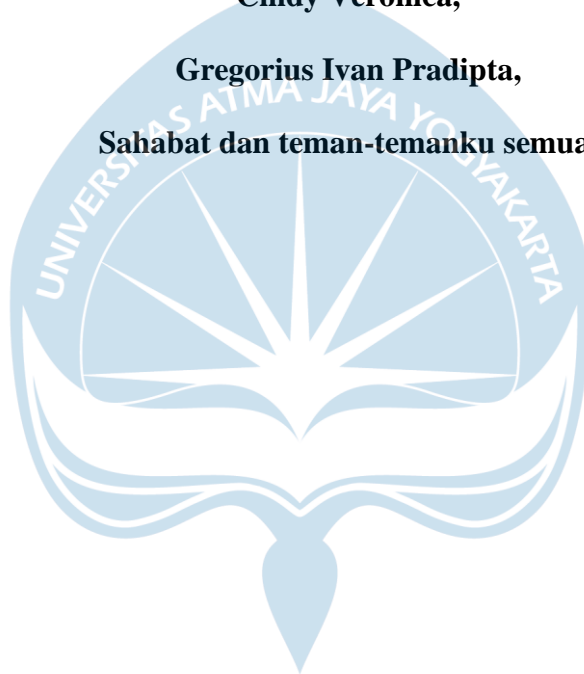 Cindy Veronica,
Gregorius Ivan Pradipta,
Sahabat dan teman-temanku semua
UNIVERSITAS ATMA JAYA YOGYAKARTA